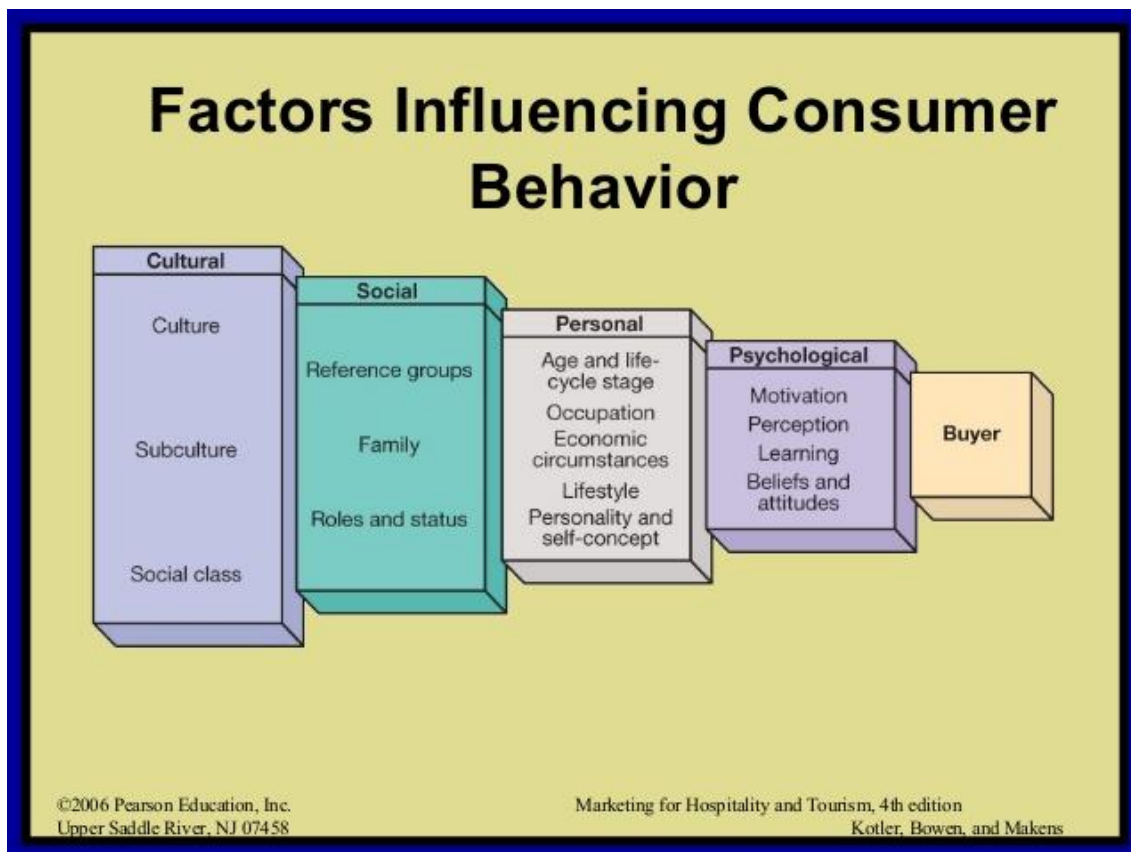 Factors Influencing Consumer
Behavior
Cultural
Culture
Subculture
Social class
Social
Reference groups
Family
Roles and status
Personal
Age and life-
cycle stage
Occupation
Economic
circumstances
Lifestyle
Personality and
self-concept
Psychological
Motivation
Perception
Learning
Beliefs and
attitudes
Buyer
©2006 Pearson Education, Inc.
Upper Saddle River, NJ 07458
Marketing for Hospitality and Tourism, 4th edition
Kotler, Bowen, and Makens